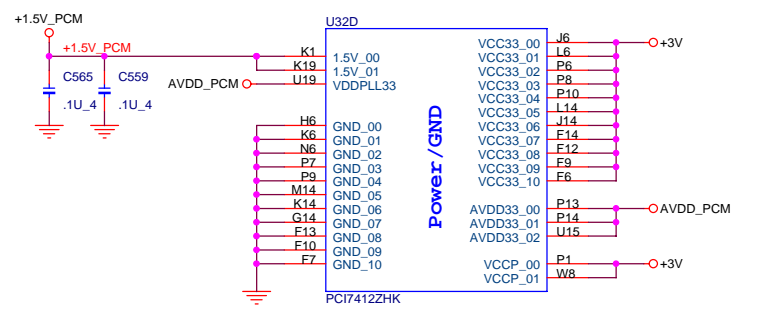 +1.5V_PCM
U32D
+1.5V_PCM
C565
C559
.1U_4
.1U_4
AVDD_PCM
K1
1.5V_00
K19
1.5V_01
U19
VDDPLL33
H6
GND_00
K6
GND_01
N6
GND_02
P7
GND_03
P9
GND_04
M14
GND_05
K14
GND_06
G14
GND_07
F13
GND_08
F10
GND_09
F7
GND_10
Power/GND
VCC33_00
J6
+3V
VCC33_01
L6
VCC33_02
P6
VCC33_03
P8
VCC33_04
P10
VCC33_05
L14
VCC33_06
J14
VCC33_07
F14
VCC33_08
F12
VCC33_09
F9
VCC33_10
F6
AVDD33_00
P13
AVDD_PCM
AVDD33_01
P14
AVDD33_02
U15
VCCP_00
P1
+3V
VCCP_01
W8
PCI7412ZHK